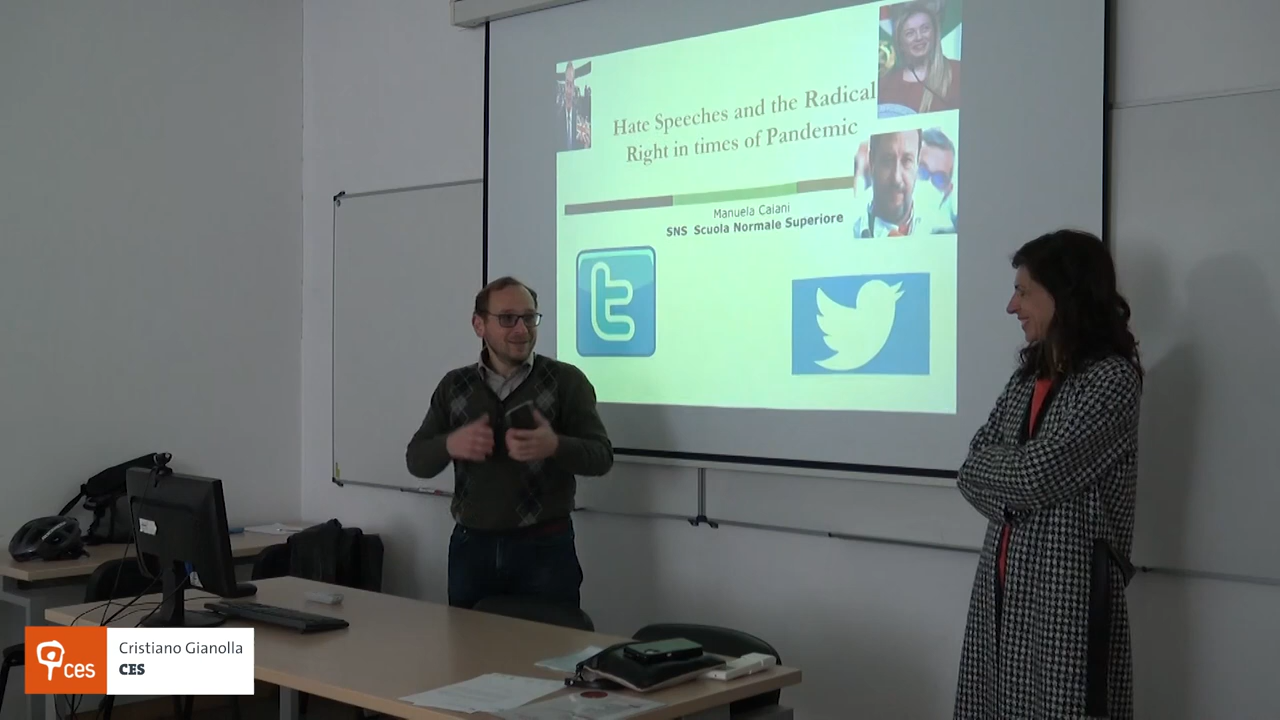 Hate Speeches and the Radical
Right in times of Pandemic
Manuela Caiani
SNS Scuola Normale Superiore
t
ces
Cristiano Gianolla
CES